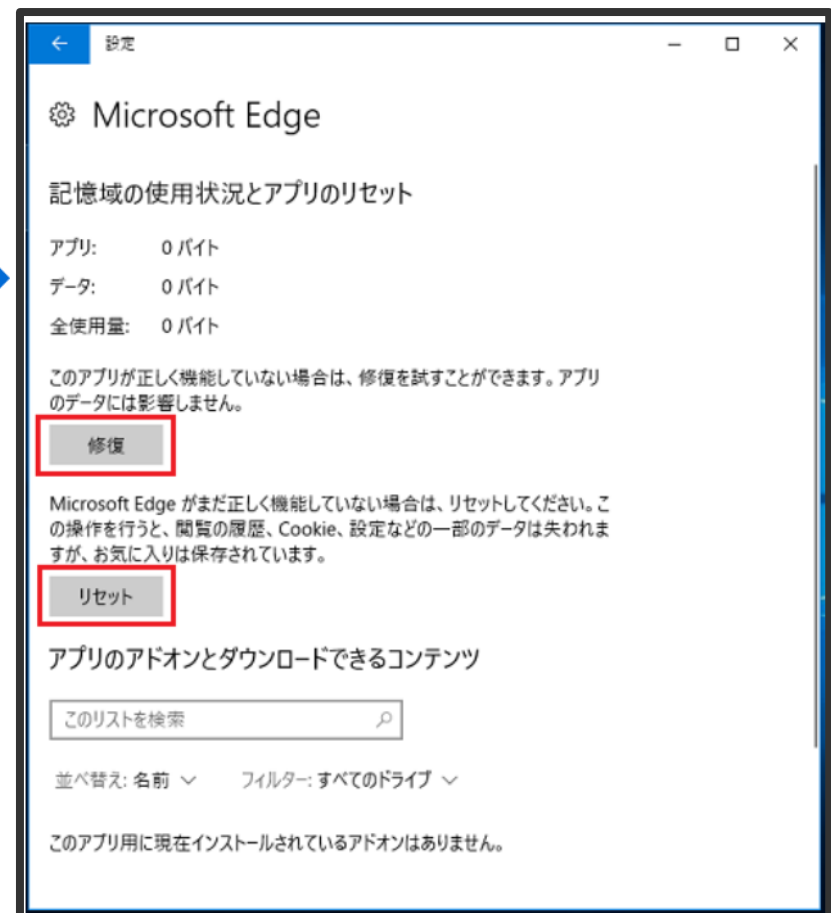 設定
Microsoft Edge
記憶域の使用状況とアプリのリセット
アプリ: 0 バイト
データ: 0 バイト
全使用量: 0 バイト
このアプリが正しく機能していない場合は、修復を試すことができます。アプリ
のデータには影響しません。
修復
Microsoft Edge がまだ正しく機能していない場合は、リセットしてください。こ
の操作を行うと、閲覧の履歴、Cookie、設定などの一部のデータは失われま
すが、お気に入りは保存されています。
リセット
アプリのアドオンとダウンロードできるコンテンツ
このリストを検索
並べ替え: 名前 フィルター: すべてのドライブ
このアプリ用に現在インストールされているアドオンはありません。